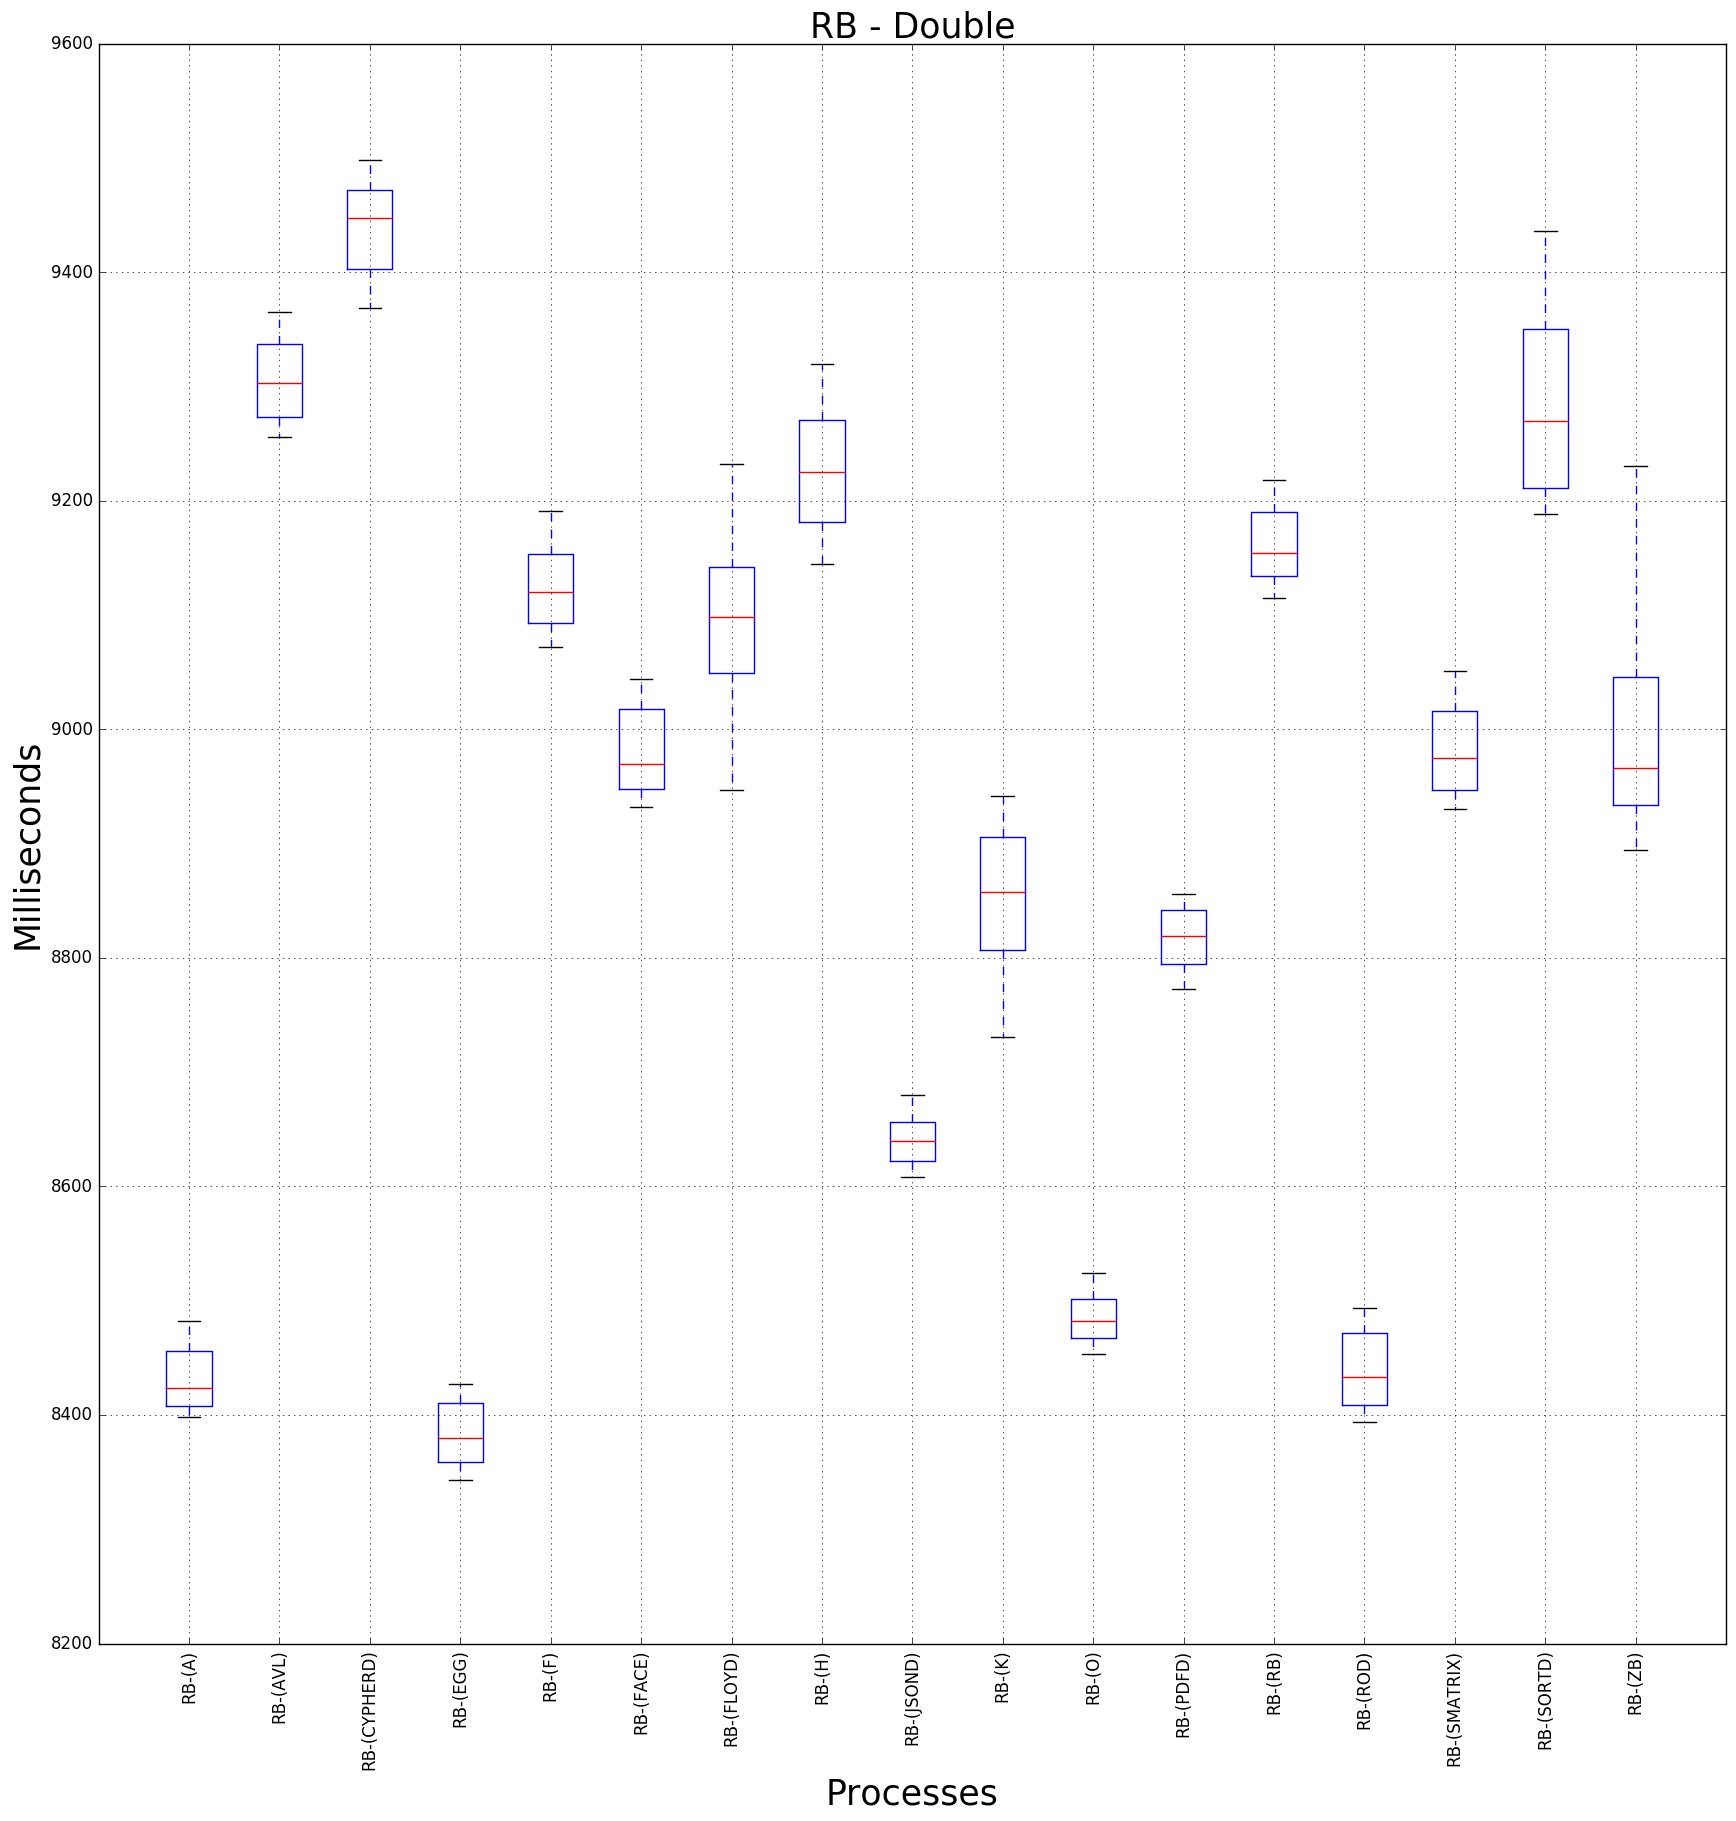 RB - Double
9600
9400
9200
9000
8800
8600
8400
8200
Milliseconds
RB-(A)
RB-(AVL)
RB-(CYPHERD)
RB-(EGG)
RB-(F)
RB-(FACE)
RB-(FLOYD)
RB-(H)
RB-(JSOND)
RB-(K)
RB-(O)
RB-(PDFD)
RB-(RB)
RB-(ROD)
RB-(SMATRIX)
RB-(SORTD)
RB-(ZB)
Processes